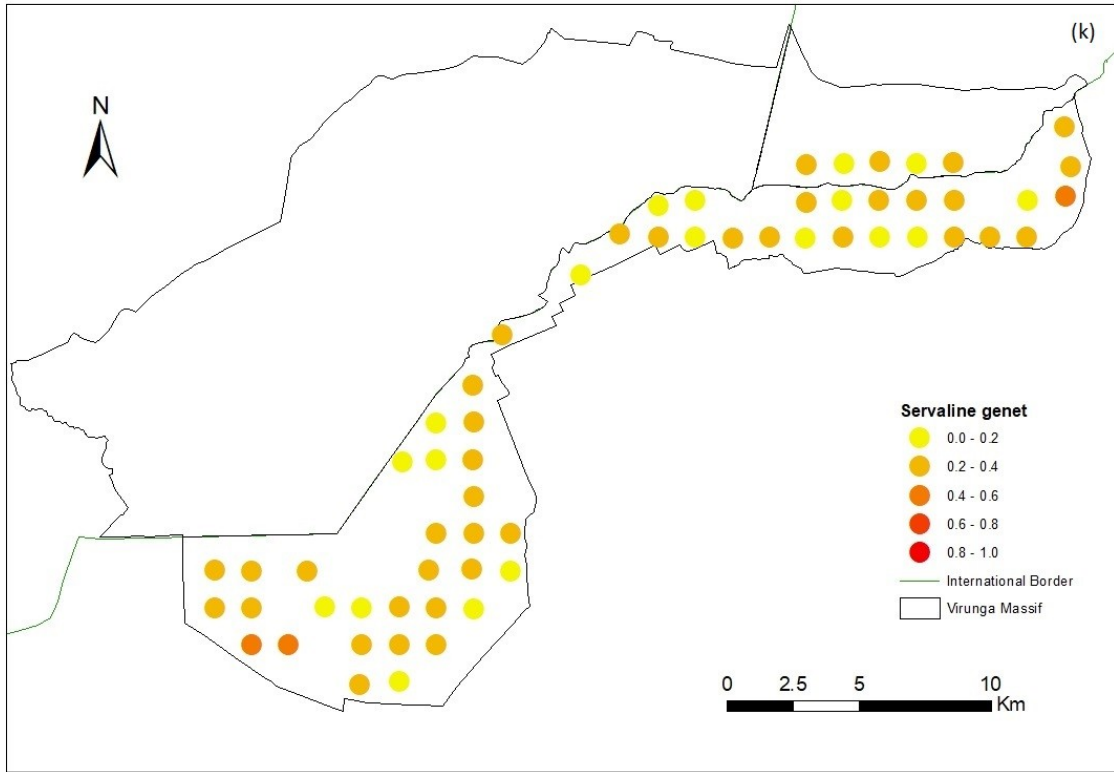 (k)
N
Servaline genet
0.0 - 0.2
0.2 - 0.4
0.4 - 0.6
0.6 - 0.8
0.8 - 1.0
International Border
Virunga Massif
0 2.5 5 10
Km